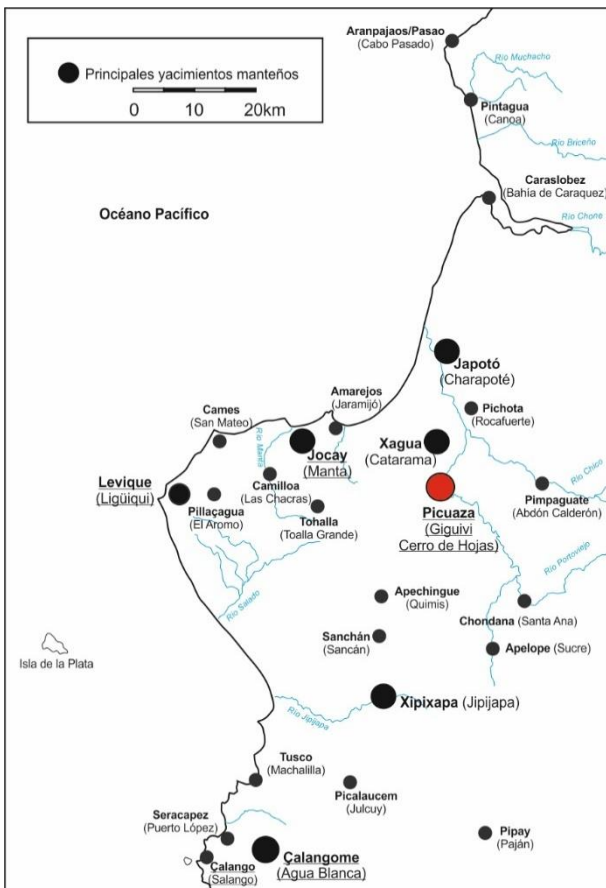 Principales yacimientos manteños
0 10 20km
Aranpajaos/Pasao
(Cabo Pasado)
Río Muchacho
Pintagua
(Canoa)
Río Briceño
Caraslobez
(Bahía de Caraquez)
Océano Pacífico
Río Chone
Japotó
(Charapoté)
Amarejos
(Jaramijó)
Pichota
(Rocafuerte)
Cames
(San Mateo)
Río Manta
Jocay
(Manta)
Xagua
(Catarama)
Río Chico
Levique
(Ligüiqui)
Camilloa
(Las Chacras)
Pimpaguate
(Abdón Calderón)
Pillaçagua
(El Aromo)
Tohalla
(Toalla Grande)
Picuaza
(Giguivi
Cerro de Hojas)
Río Portoviejo
Apechingue
(Quimis)
Río Salado
Chondana (Santa Ana)
Sanchán
(Sancán)
Apelope (Sucre)
Isla de la Plata
Xipixapa (Jipijapa)
Río Jipijapa
Tusco
(Machalilla)
Picalaucem
(Julcuy)
Seracapez
(Puerto López)
Pipay
(Paján)
Çalango
(Salango)
Çalangome
(Agua Blanca)